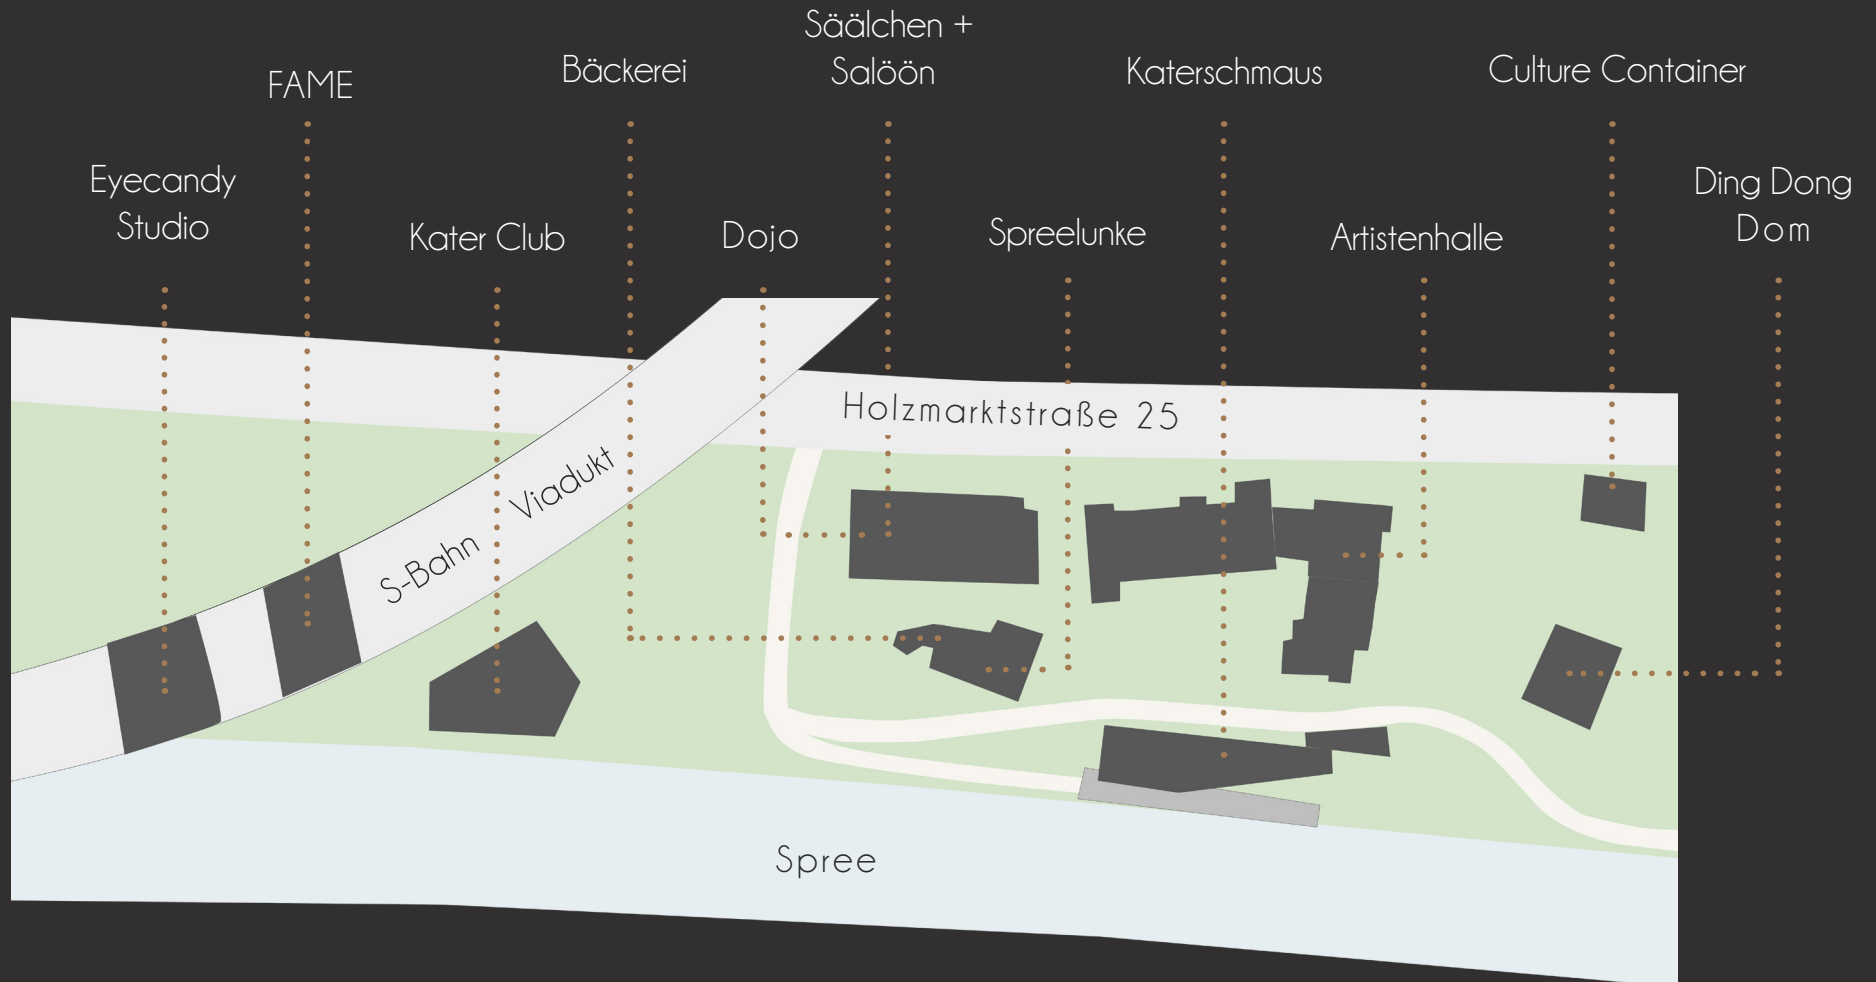 Säälchen +
Salöön
Bäckerei
Katerschmaus
Culture Container
FAME
Eyecandy
Studio
Ding Dong
Dom
Kater Club
Dojo
Spreelunke
Artistenhalle
Holzmarktstraße 25
S-Bahn Viadukt
Spree